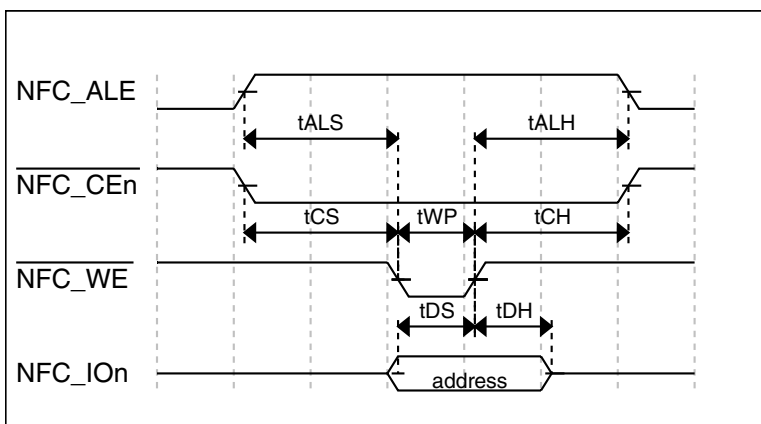 NFC_ALE
tALS tALH
NFC_CEn
tCS tWP tCH
NFC_WE
tDS tDH
NFC_IOn
address